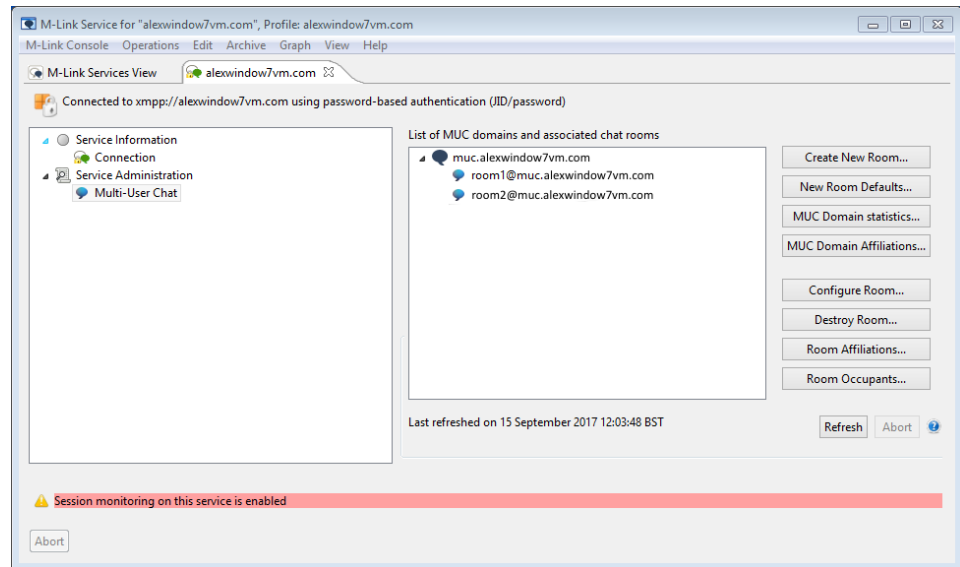 M-Link Service for "alexwindow7vm.com", Profile: alexwindow7vm.com
M-Link Console Operations Edit Archive Graph View Help
M-Link Services View alexwindow7vm.com
Connected to xmpp://alexwindow7vm.com using password-based authentication (JID/password)
Service Information
Connection
Service Administration
Multi-User Chat
List of MUC domains and associated chat rooms
muc.alexwindow7vm.com
room1@muc.alexwindow7vm.com
room2@muc.alexwindow7vm.com
Create New Room...
New Room Defaults...
MUC Domain statistics...
MUC Domain Affiliations...
Configure Room...
Destroy Room...
Room Affiliations...
Room Occupants...
Last refreshed on 15 September 2017 12:03:48 BST
Refresh Abort
Session monitoring on this service is enabled
Abort